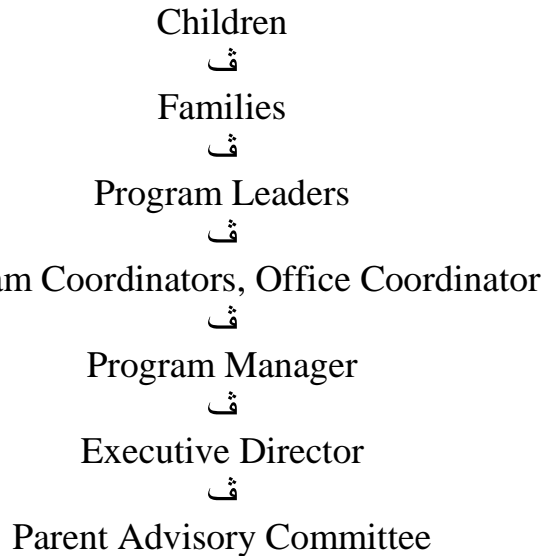 Children
ڤ
Families
ڤ
Program Leaders
ڤ
Coordinators, Office Coordinator
ڤ
Program Manager
ڤ
Executive Director
ڤ
Parent Advisory Committee